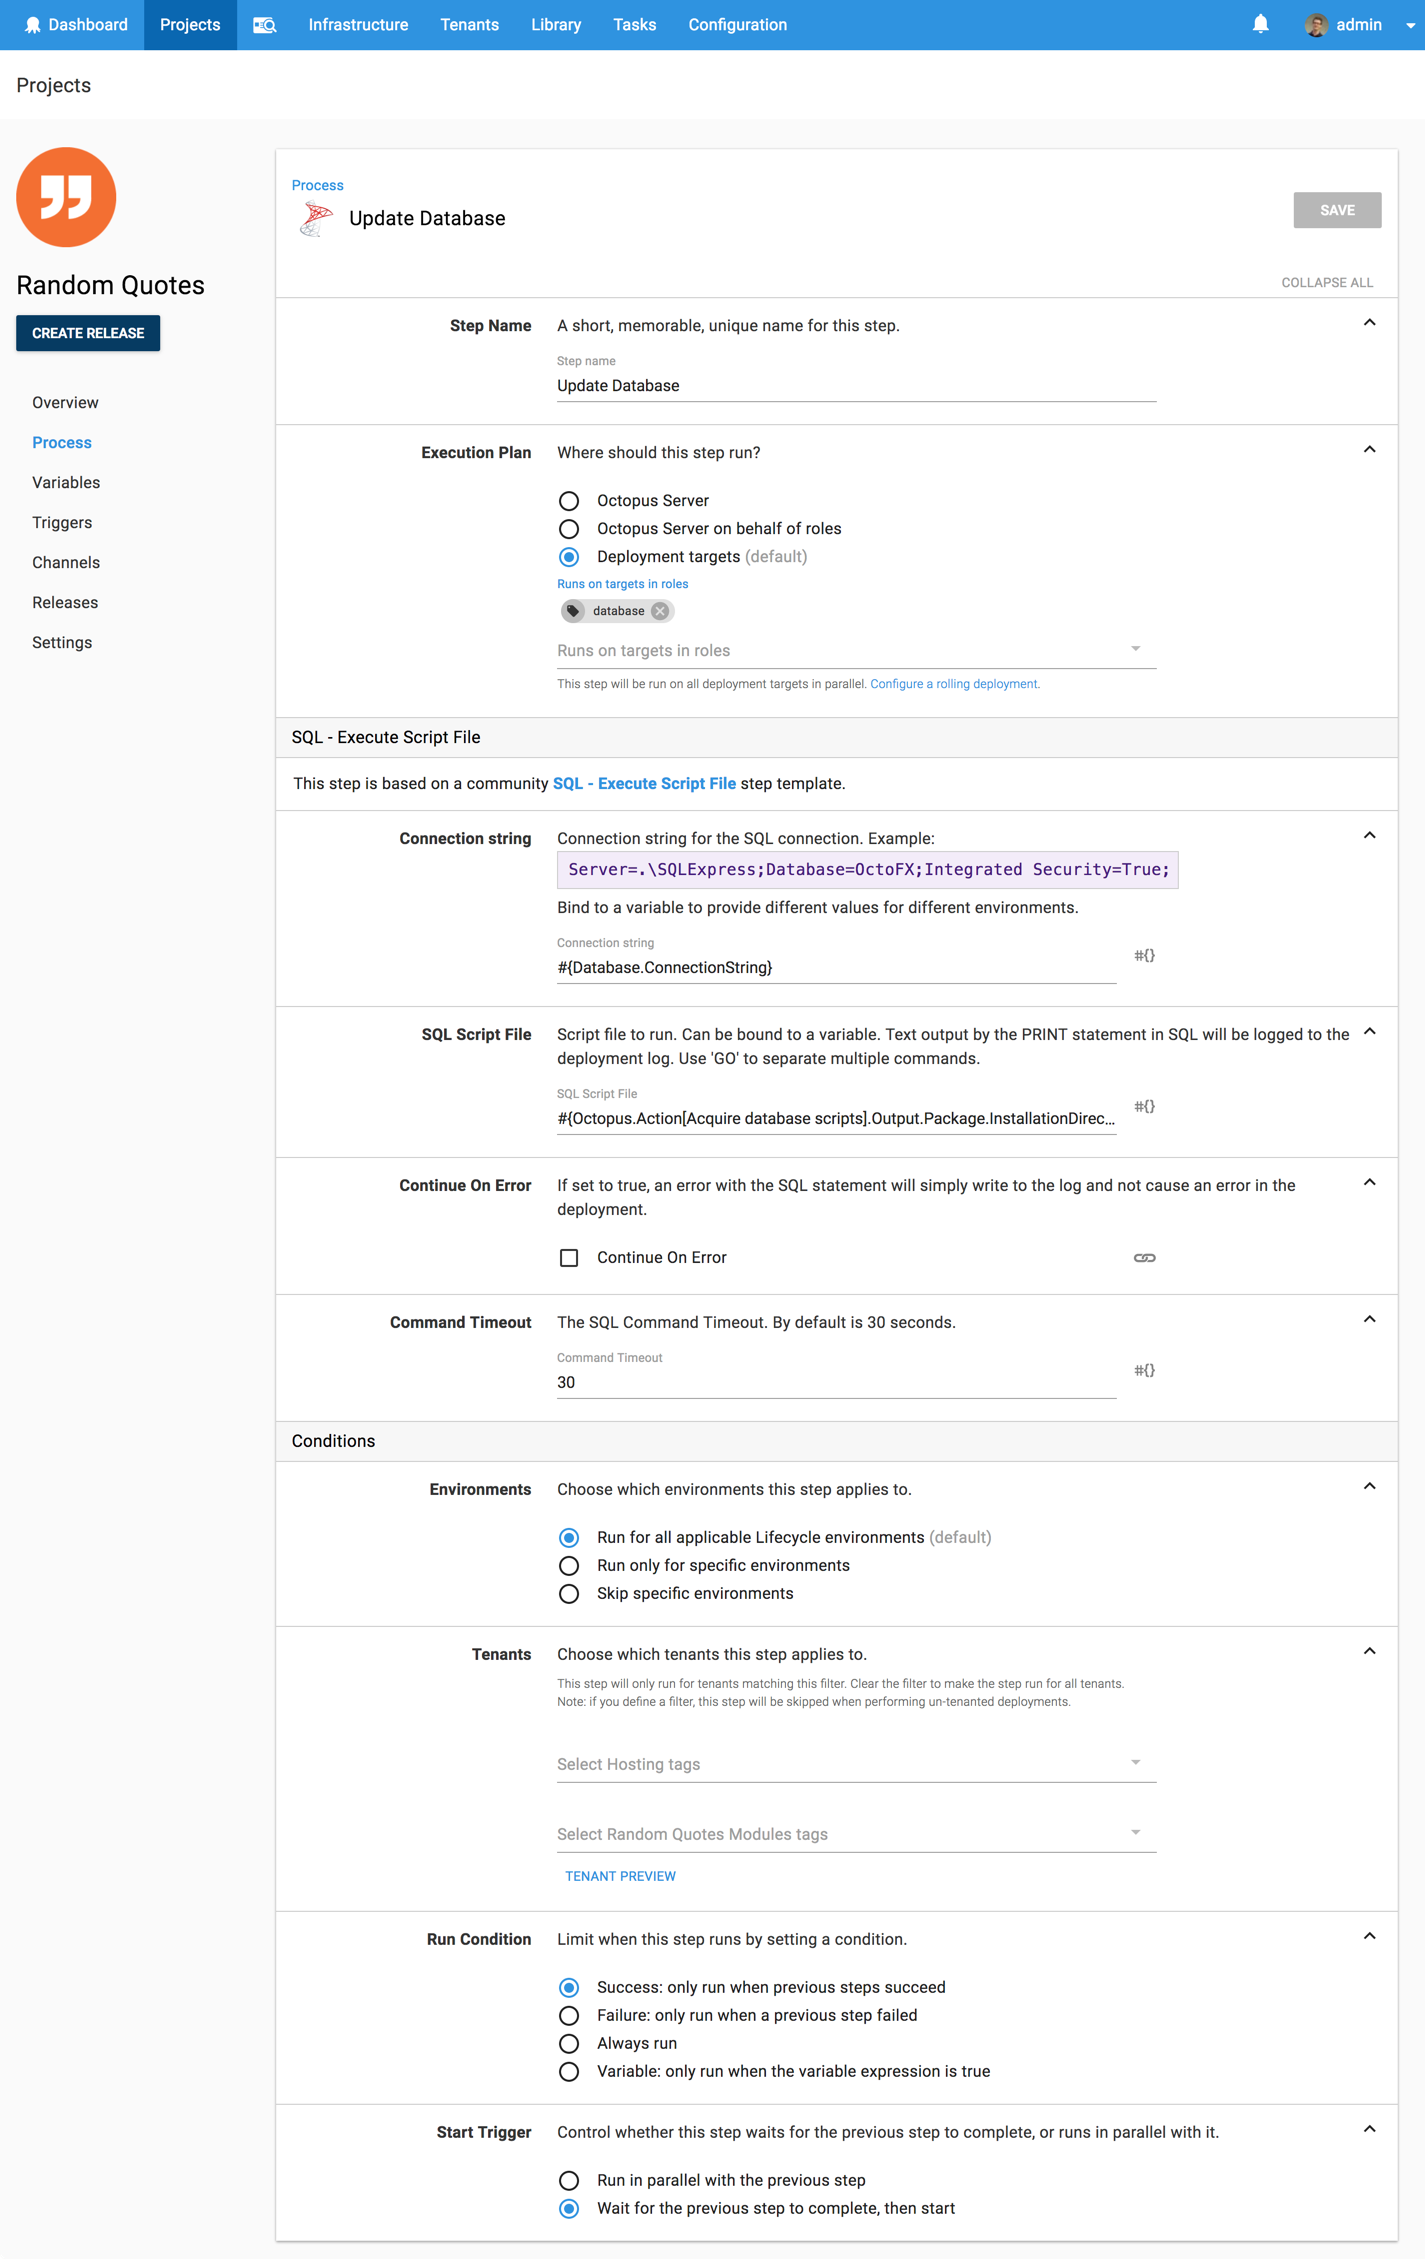 Dashboard
Projects
Infrastructure
Tenants
Library
Tasks
Configuration
admin
Projects
Random Quotes
CREATE RELEASE
Overview
Process
Variables
Triggers
Channels
Releases
Settings
Process
Update Database
SAVE
COLLAPSE ALL
Step Name
A short, memorable, unique name for this step.
Step name
Update Database
Execution Plan
Where should this step run?
Octopus Server
Octopus Server on behalf of roles
Deployment targets (default)
Runs on targets in roles
database
Runs on targets in roles
This step will be run on all deployment targets in parallel. Configure a rolling deployment.
SQL - Execute Script File
This step is based on a community SQL - Execute Script File step template.
Connection string
Connection string for the SQL connection. Example:
Server=.\SQLExpress;Database=OctoFX;Integrated Security=True;
Bind to a variable to provide different values for different environments.
Connection string
#{Database.ConnectionString}
#{}
SQL Script File
Script file to run. Can be bound to a variable. Text output by the PRINT statement in SQL will be logged to the
deployment log. Use 'GO' to separate multiple commands.
SQL Script File
#{Octopus.Action[Acquire database scripts].Output.Package.InstallationDirec...
#{}
Continue On Error
If set to true, an error with the SQL statement will simply write to the log and not cause an error in the
deployment.
Continue On Error
Command Timeout
The SQL Command Timeout. By default is 30 seconds.
Command Timeout
30
#{}
Conditions
Environments
Choose which environments this step applies to.
Run for all applicable Lifecycle environments (default)
Run only for specific environments
Skip specific environments
Tenants
Choose which tenants this step applies to.
This step will only run for tenants matching this filter. Clear the filter to make the step run for all tenants.
Note: if you define a filter, this step will be skipped when performing un-tenanted deployments.
Select Hosting tags
Select Random Quotes Modules tags
TENANT PREVIEW
Run Condition
Limit when this step runs by setting a condition.
Success: only run when previous steps succeed
Failure: only run when a previous step failed
Always run
Variable: only run when the variable expression is true
Start Trigger
Control whether this step waits for the previous step to complete, or runs in parallel with it.
Run in parallel with the previous step
Wait for the previous step to complete, then start